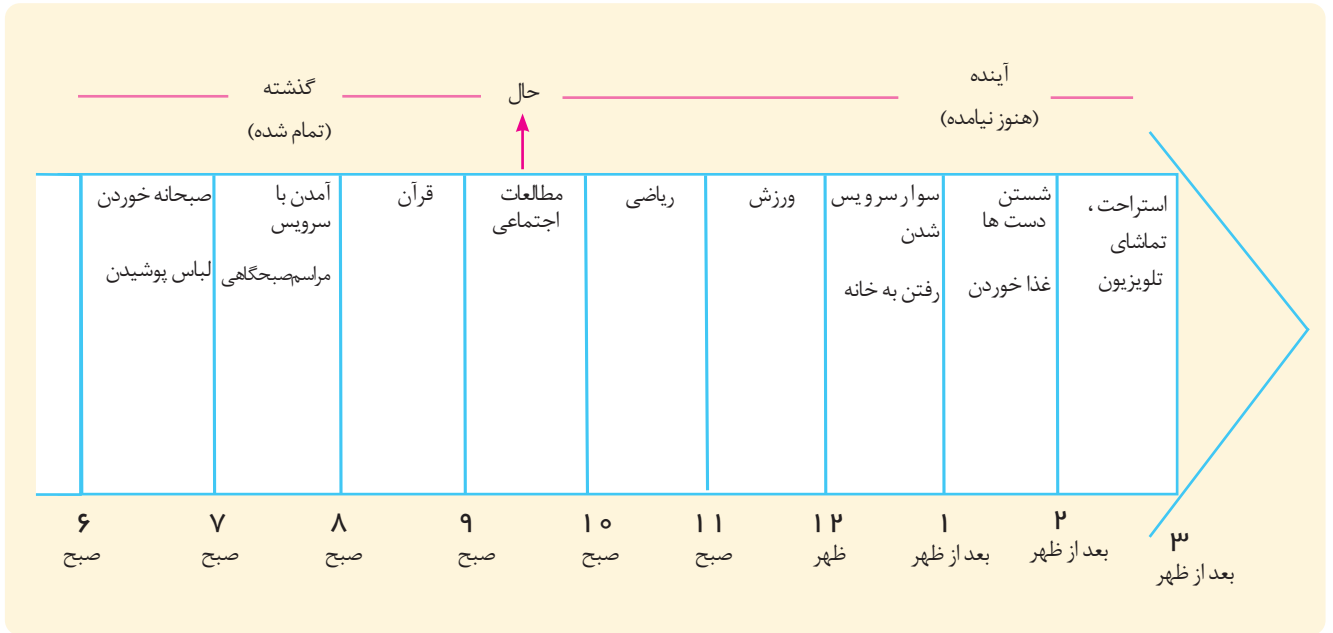 گذشته
(تمام شده)
حال
آینده
(هنوز نیامده)
صبحانه خوردن
لباس پوشیدن
آمدن با
سرویس
مراسم صبحگاهی
قرآن
مطالعات
اجتماعی
ریاضی
ورزش
سوار سرویس
شدن
رفتن به خانه
شستن
دست ها
غذا خوردن
استراحت ،
تماشای
تلویزیون
۶
صبح
۷
صبح
۸
صبح
۹
صبح
۱۰
صبح
۱۱
صبح
۱۲
ظهر
۱
بعد از ظهر
۲
بعد از ظهر
۳
بعد از ظهر